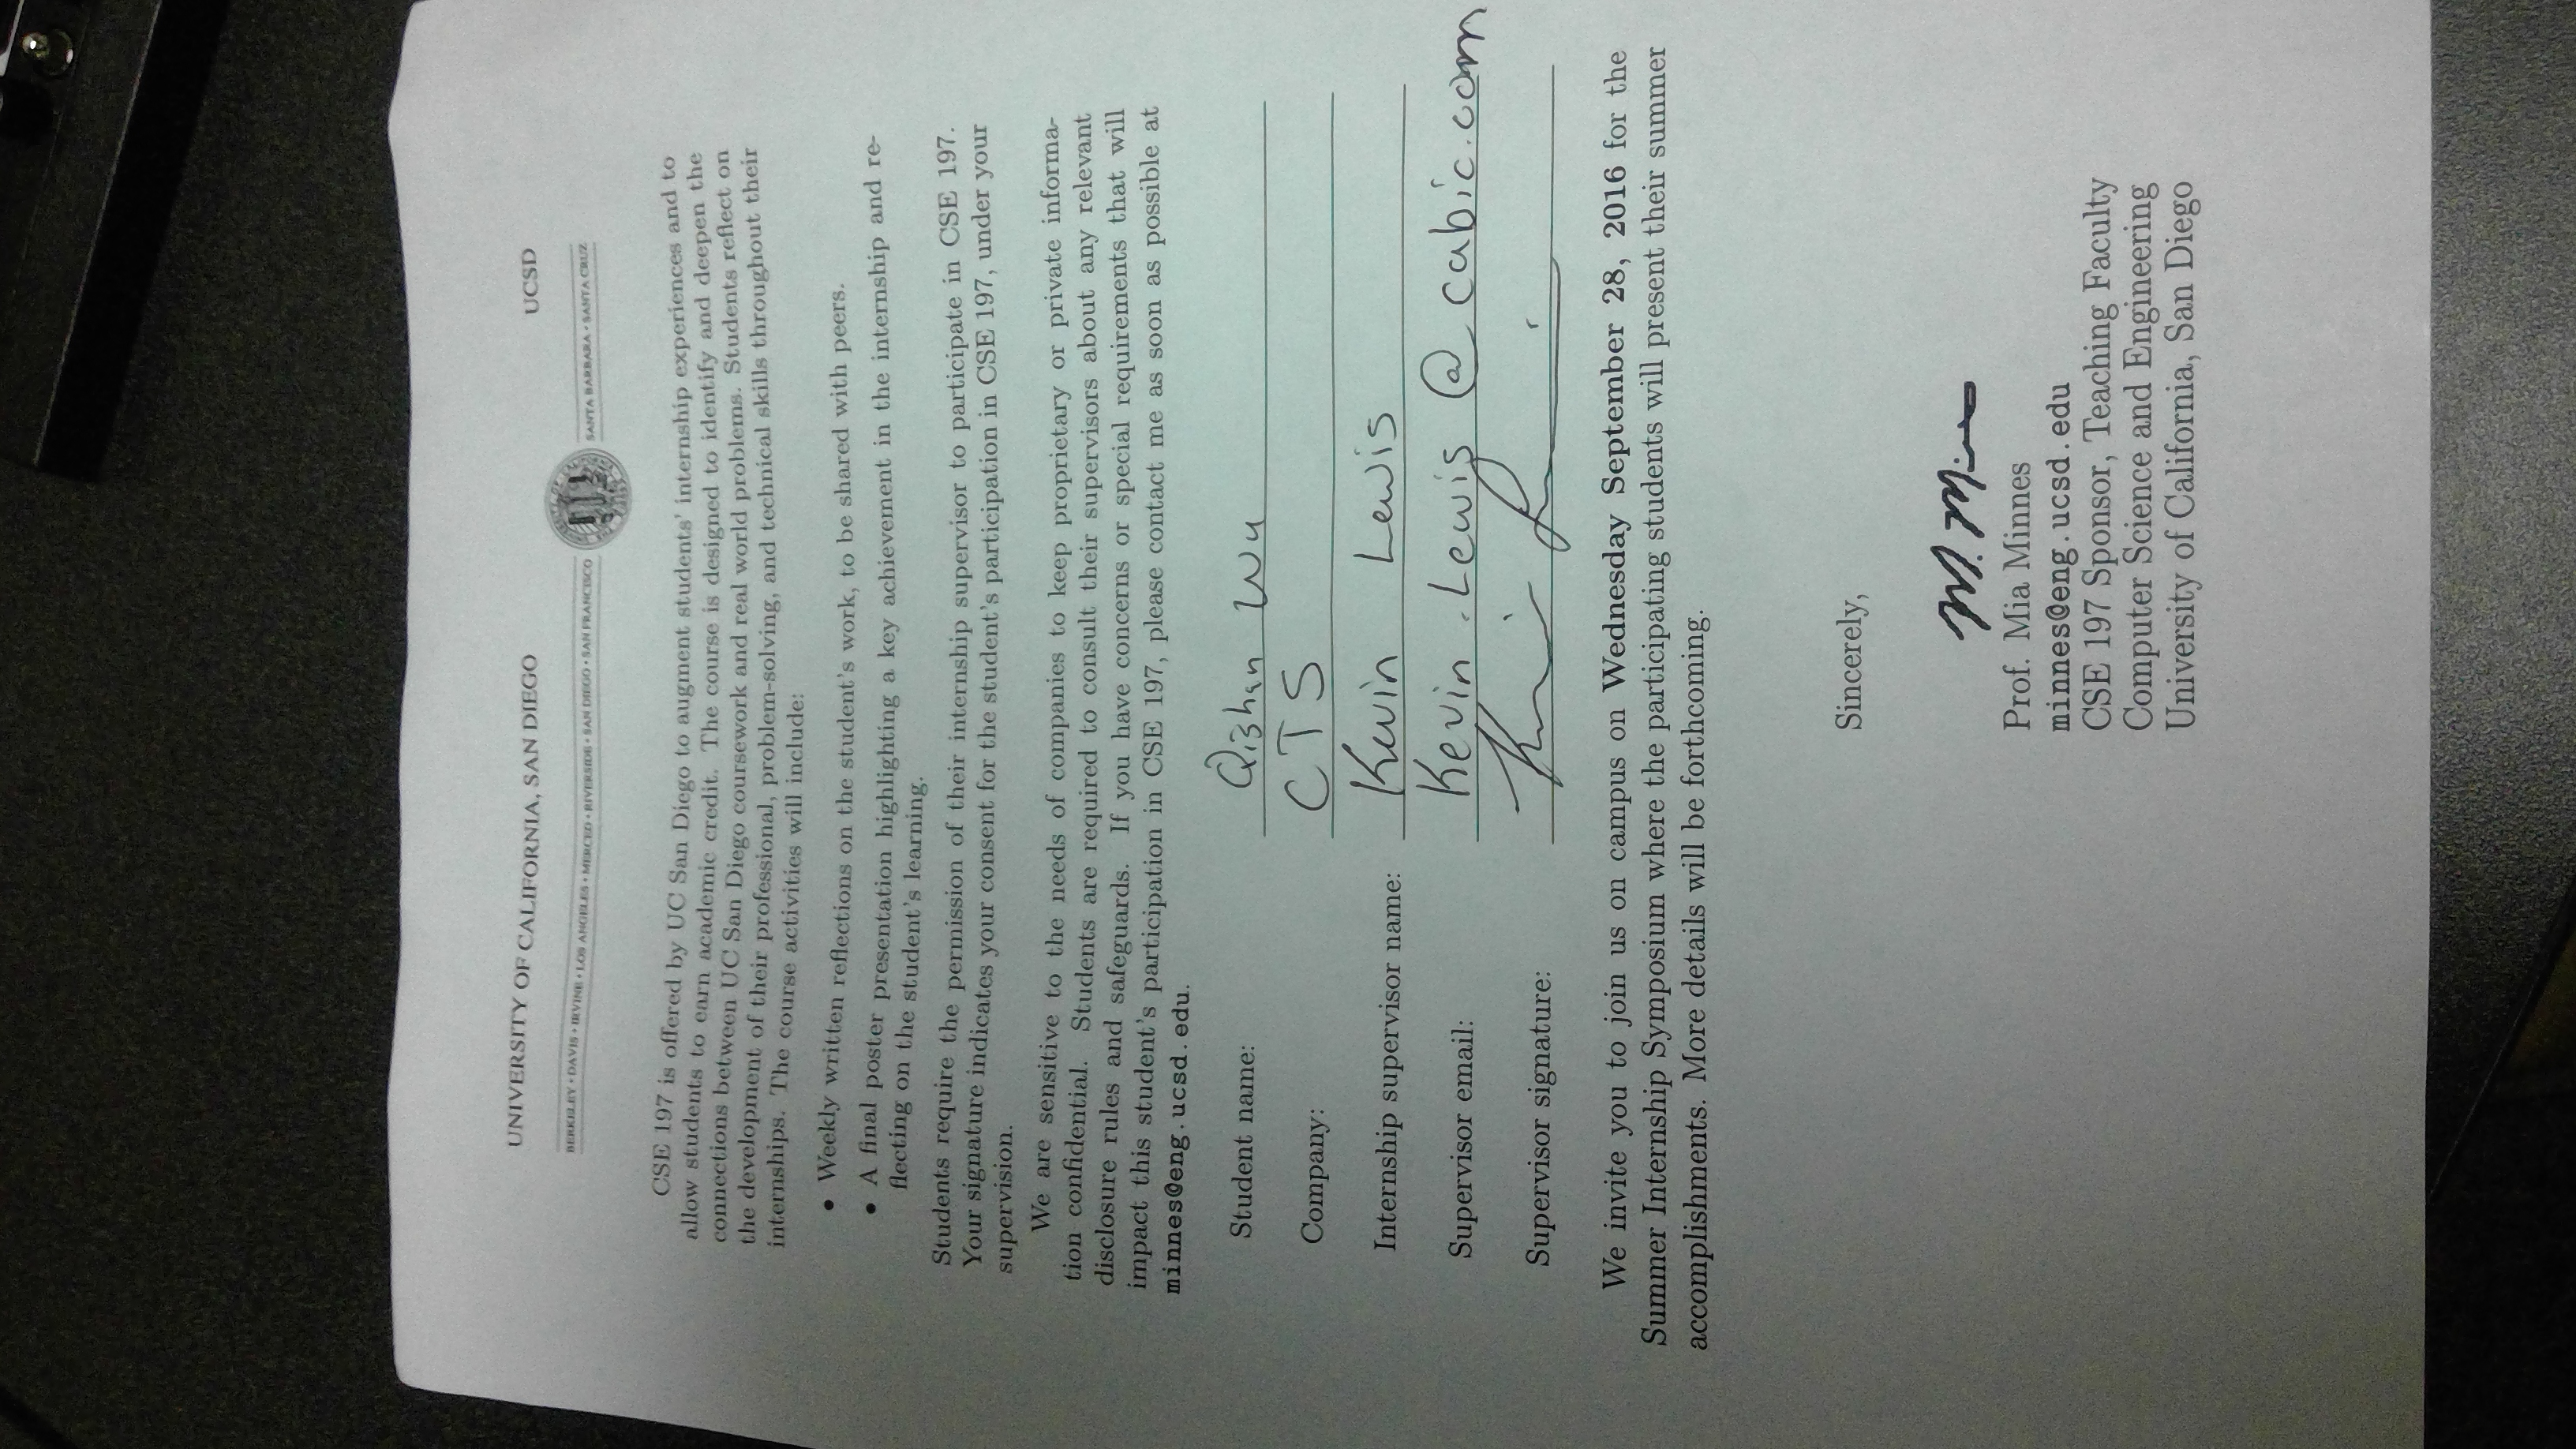 UNIVERSITY OF CALIFORNIA, SAN DIEGO UCSD
BERKELEY • DAVIS • IRVINE • LOS ANGELES • MERCED • RIVERSIDE • SAN DIEGO • SAN FRANCISCO SANTA BARBARA • SANTA CRUZ
CSE 197 is offered by UC San Diego to augment students' internship experiences and to
allow students to earn academic credit. The course is designed to identify and deepen the
connections between UC San Diego coursework and real world problems. Students reflect on
the development of their professional, problem-solving, and technical skills throughout their
internships. The course activities will include:
• Weekly written reflections on the student's work, to be shared with peers.
• A final poster presentation highlighting a key achievement in the internship and re-
flecting on the student's learning.
Students require the permission of their internship supervisor to participate in CSE 197.
Your signature indicates your consent for the student's participation in CSE 197, under your
supervision.
We are sensitive to the needs of companies to keep proprietary or private informa-
tion confidential. Students are required to consult their supervisors about any relevant
disclosure rules and safeguards. If you have concerns or special requirements that will
impact this student's participation in CSE 197, please contact me as soon as possible at
minnes@eng.ucsd.edu.
Student name: Qishan Wu
Company: CTS
Internship supervisor name: Kevin Lewis
Supervisor email: Kevin.Lewis@cubic.com
Supervisor signature:
We invite you to join us on campus on Wednesday September 28, 2016 for the
Summer Internship Symposium where the participating students will present their summer
accomplishments. More details will be forthcoming.
Sincerely,
M. Minnes
Prof. Mia Minnes
minnes@eng.ucsd.edu
CSE 197 Sponsor, Teaching Faculty
Computer Science and Engineering
University of California, San Diego